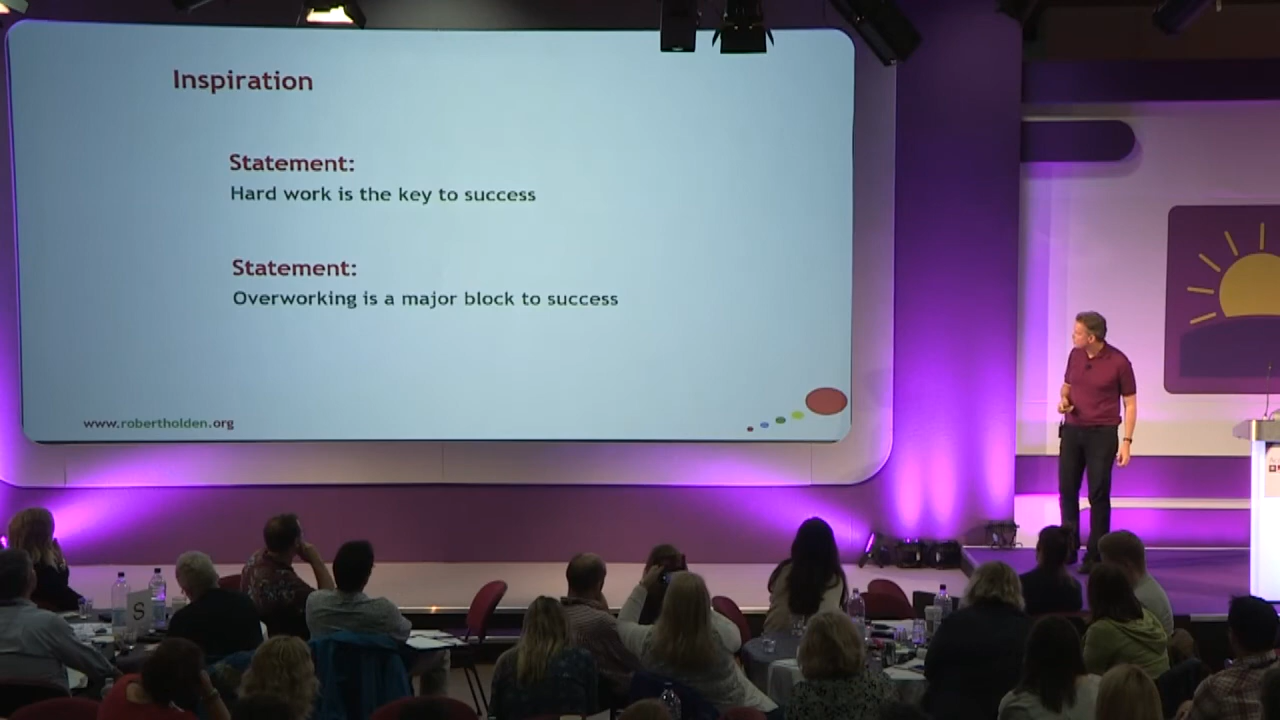 Inspiration
Statement:
Hard work is the key to success
Statement:
Overworking is a major block to success
www.robertholden.org
S